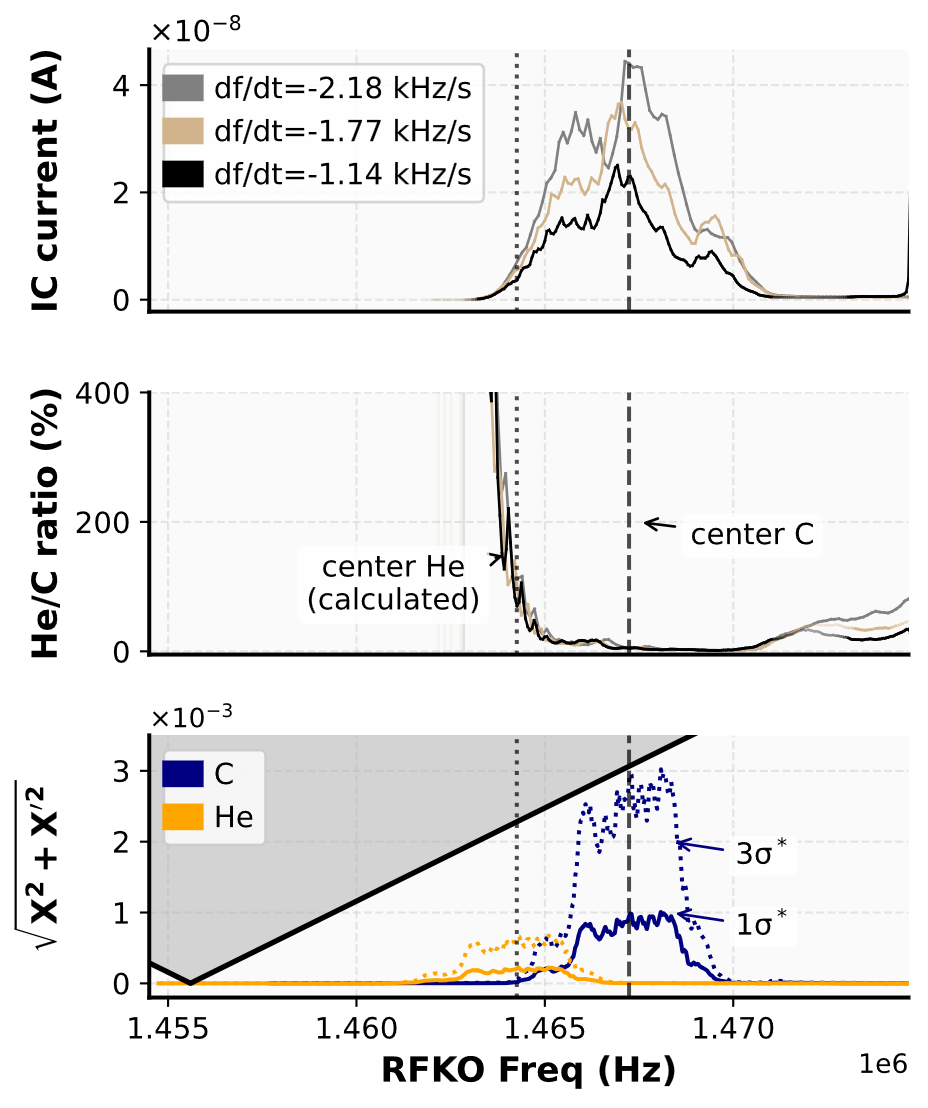 ×10⁻⁸
IC current (A)
4
2
0
df/dt=-2.18 kHz/s
df/dt=-1.77 kHz/s
df/dt=-1.14 kHz/s
He/C ratio (%)
400
200
0
center He
(calculated)
center C
×10⁻³
√X² + X′²
3
2
1
0
C
He
3σ*
1σ*
1.455
1.460
1.465
1.470
1e6
RFKO Freq (Hz)